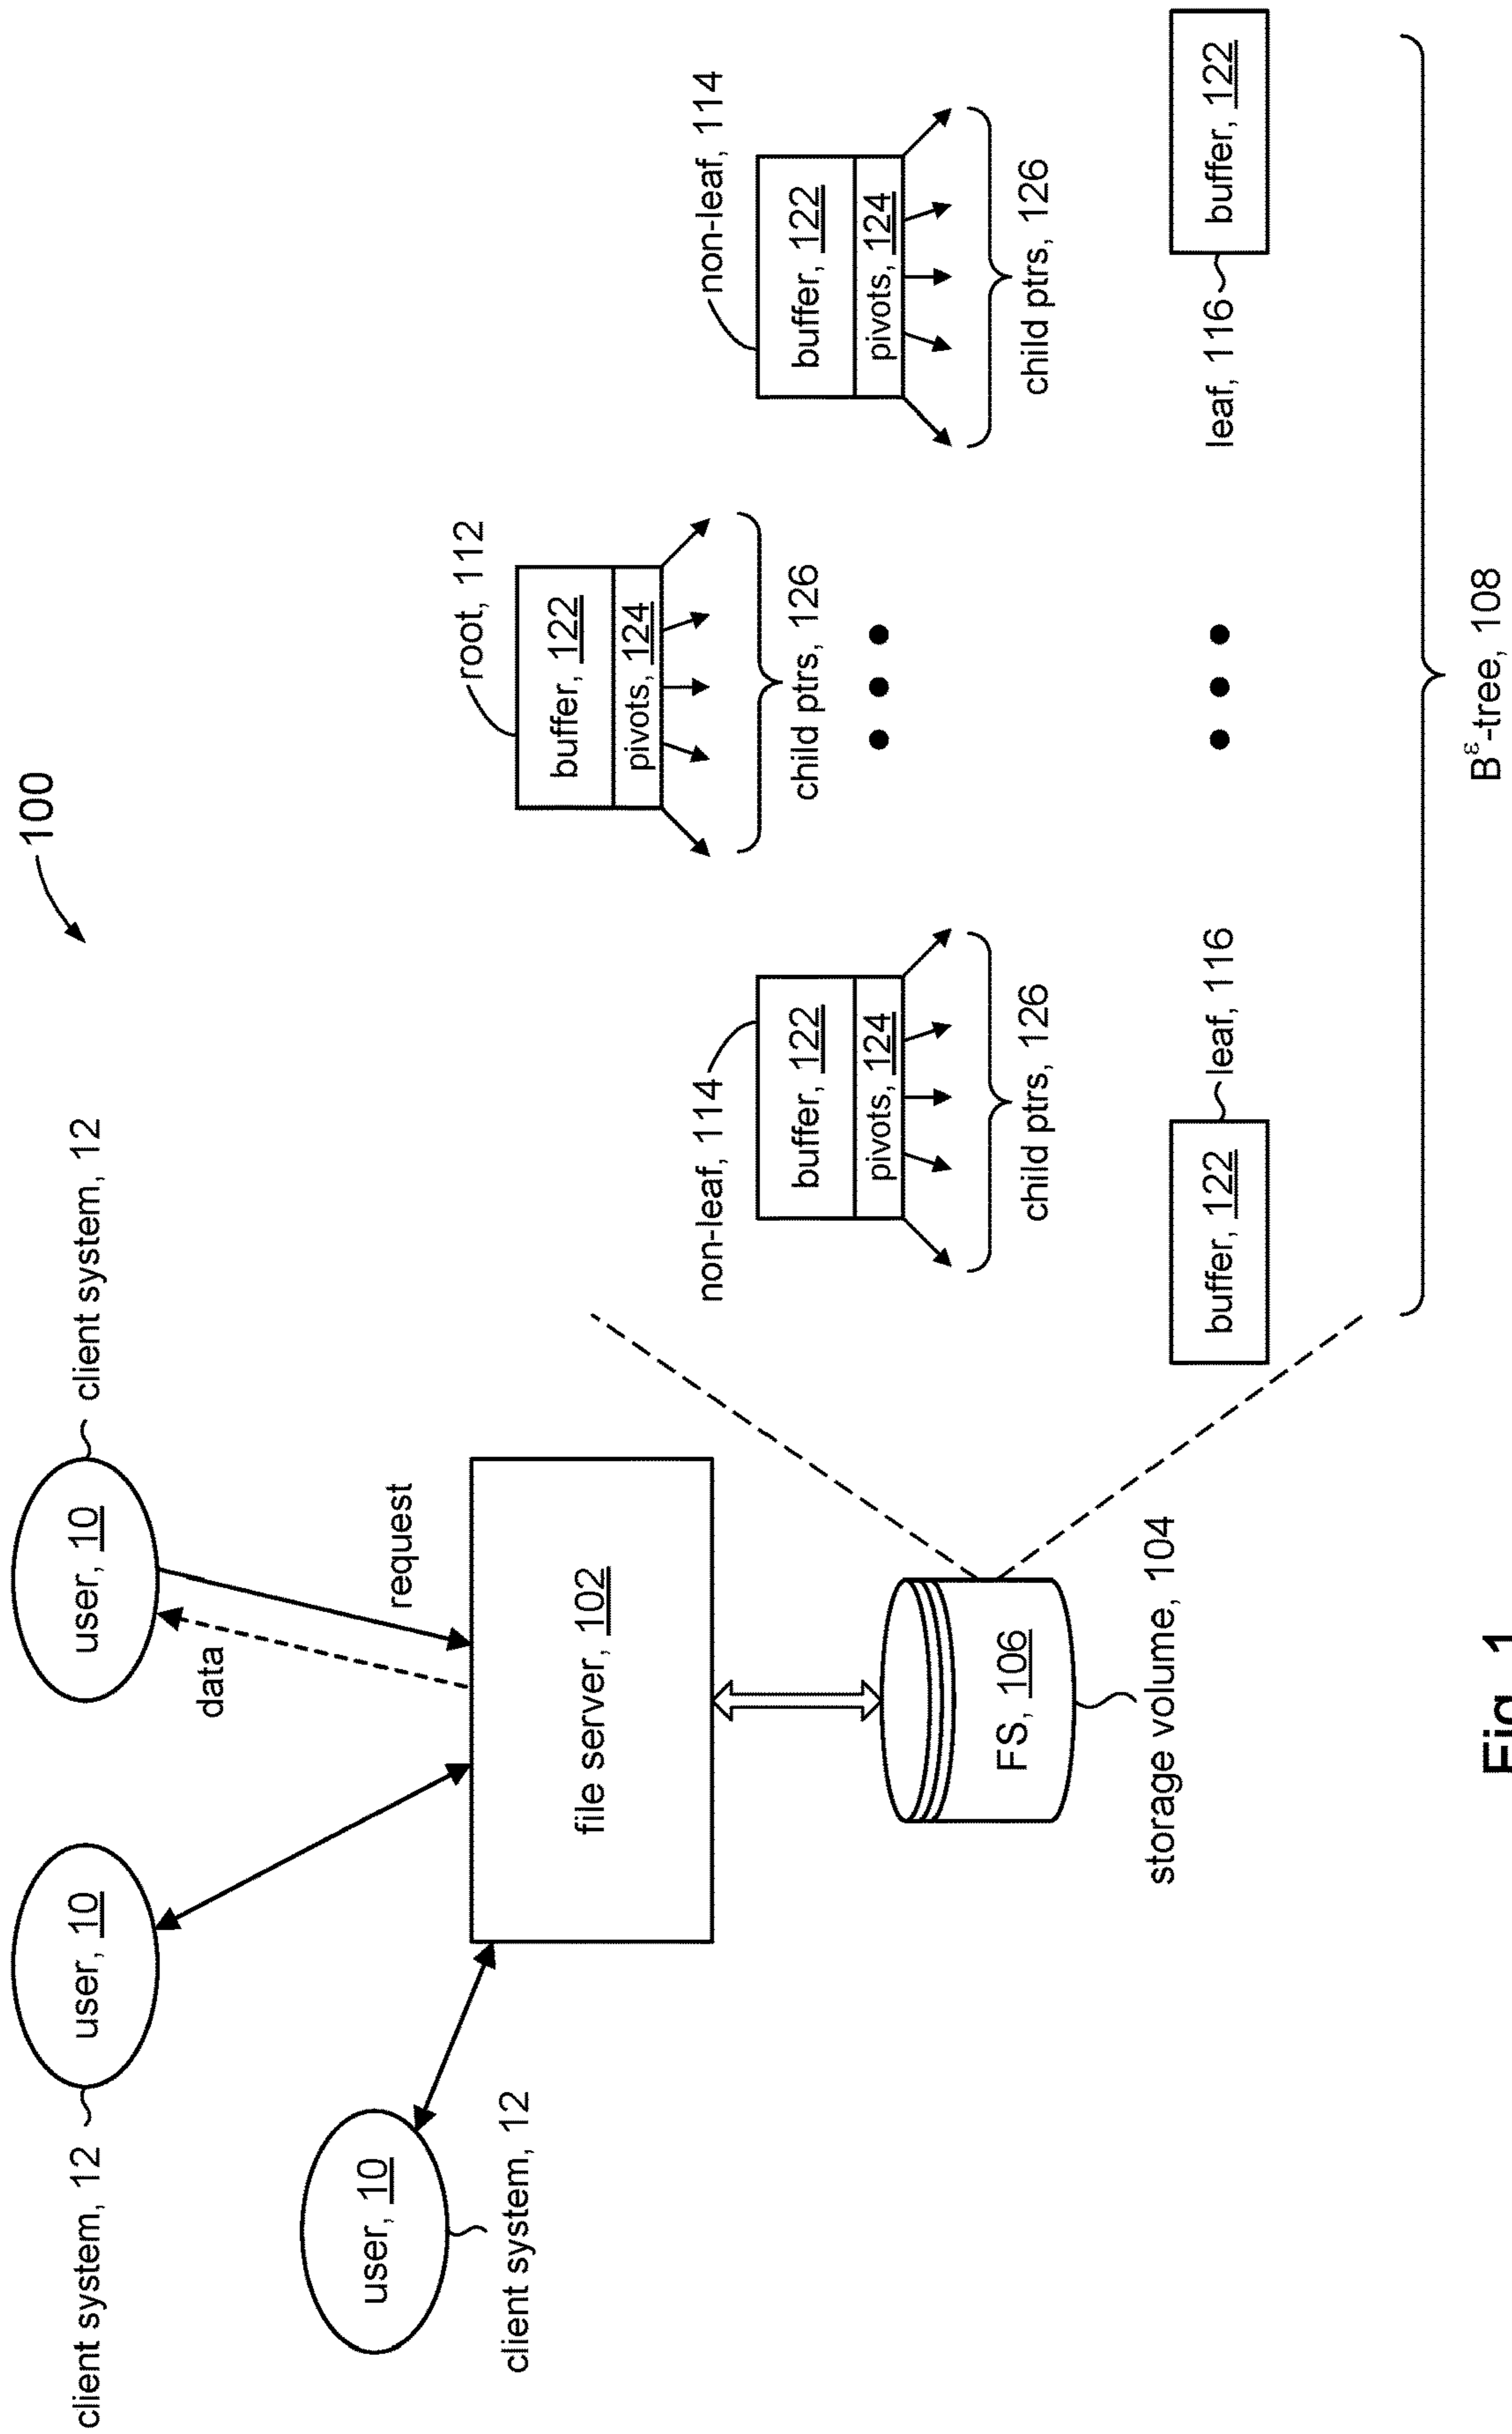 100
client system, 12
client system, 12
user, 10
user, 10
user, 10
client system, 12
data
request
file server, 102
FS, 106
storage volume, 104
root, 112
buffer, 122
pivots, 124
child ptrs, 126
non-leaf, 114
buffer, 122
pivots, 124
child ptrs, 126
non-leaf, 114
buffer, 122
pivots, 124
child ptrs, 126
buffer, 122
leaf, 116
leaf, 116
buffer, 122
Bᵋ-tree, 108
Fig. 1